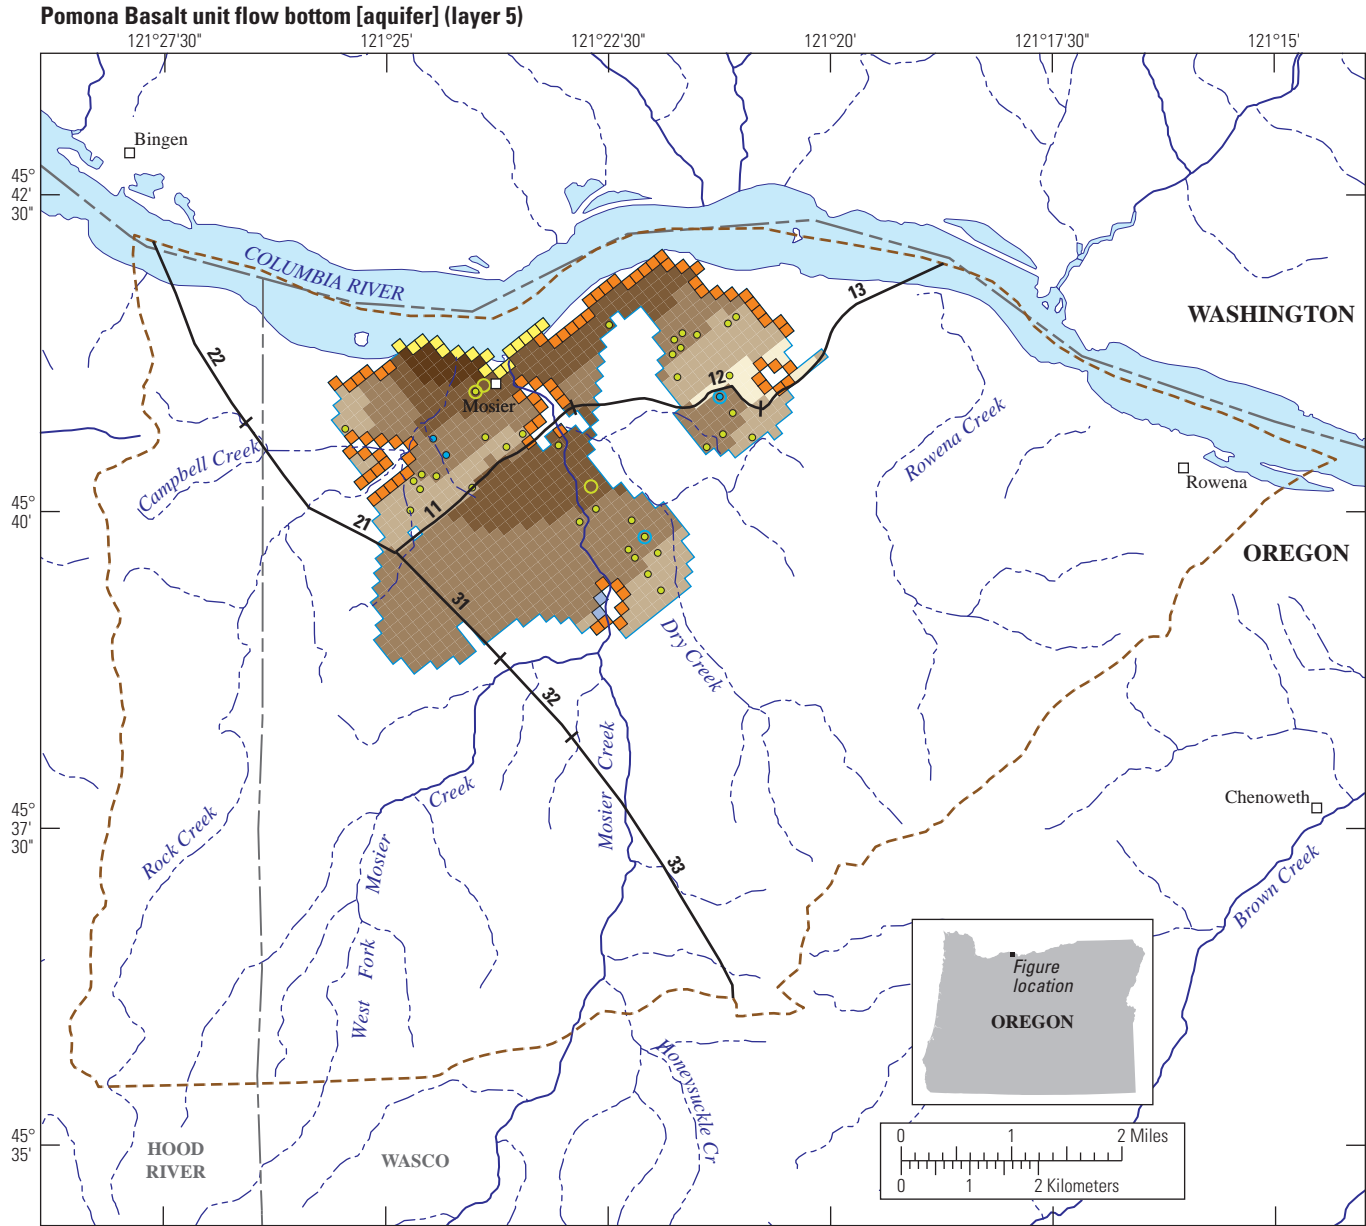 Pomona Basalt unit flow bottom [aquifer] (layer 5)
121°27'30"
121°25'
121°22'30"
121°20'
121°17'30"
121°15'
45°
42'
30"
Bingen
COLUMBIA RIVER
WASHINGTON
13
22
12
Mosier
Campbell Creek
Rowena Creek
Rowena
45°
40'
21
11
OREGON
31
Dry Creek
32
Mosier Creek
45°
37'
30"
Rock Creek
Creek
Mosier
Fork
West
33
Chenoweth
Brown Creek
Figure
location
OREGON
Honeysuckle Cr
45°
35'
HOOD
RIVER
WASCO
0 1 2 Miles
0 1 2 Kilometers